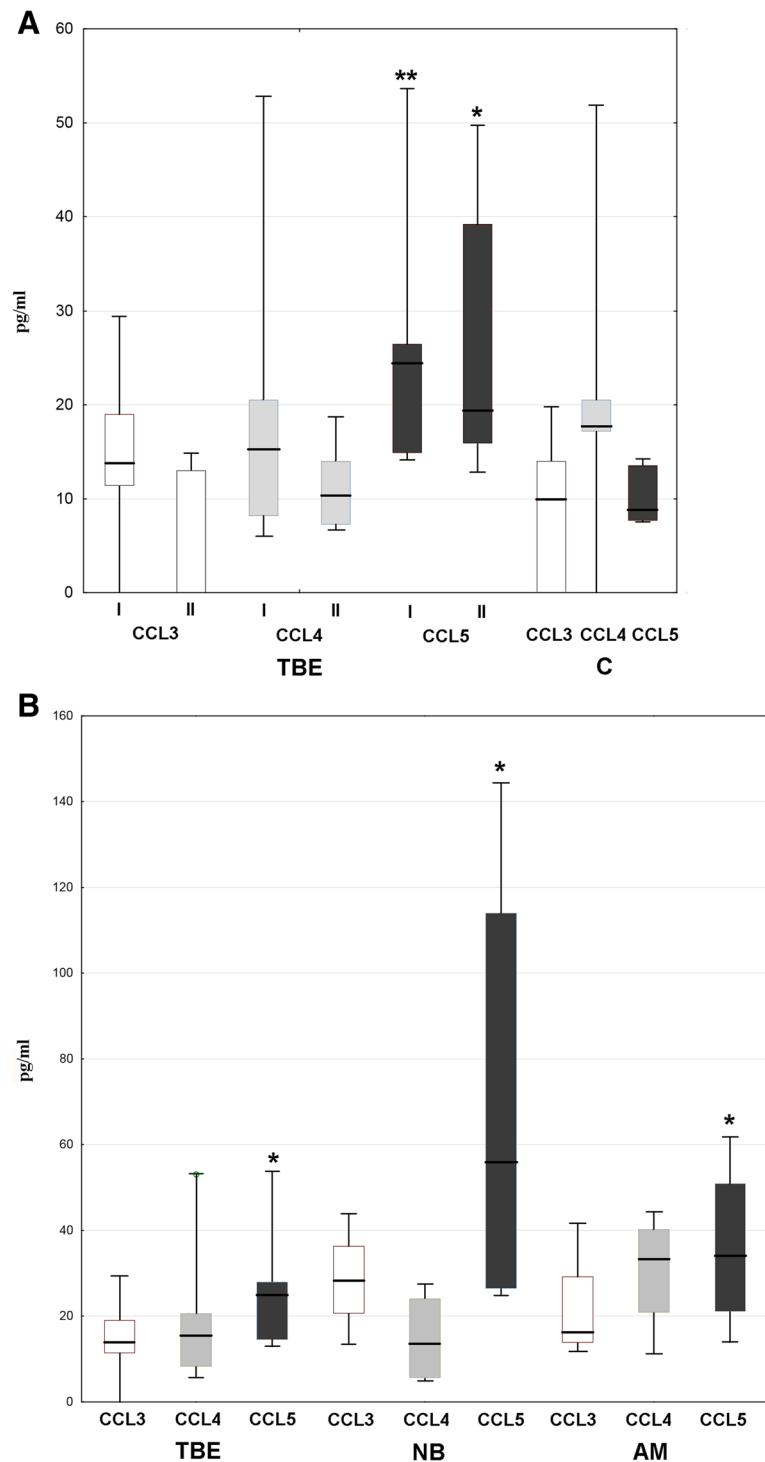 A
60
** 
50
*
40
30
20
10
0
pg/ml
I II I II I II
CCL3 CCL4 CCL5 CCL3 CCL4 CCL5
TBE C
B
160
*
140
120
100
80
60
* *
40
20
0
pg/ml
CCL3 CCL4 CCL5 CCL3 CCL4 CCL5 CCL3 CCL4 CCL5
TBE NB AM